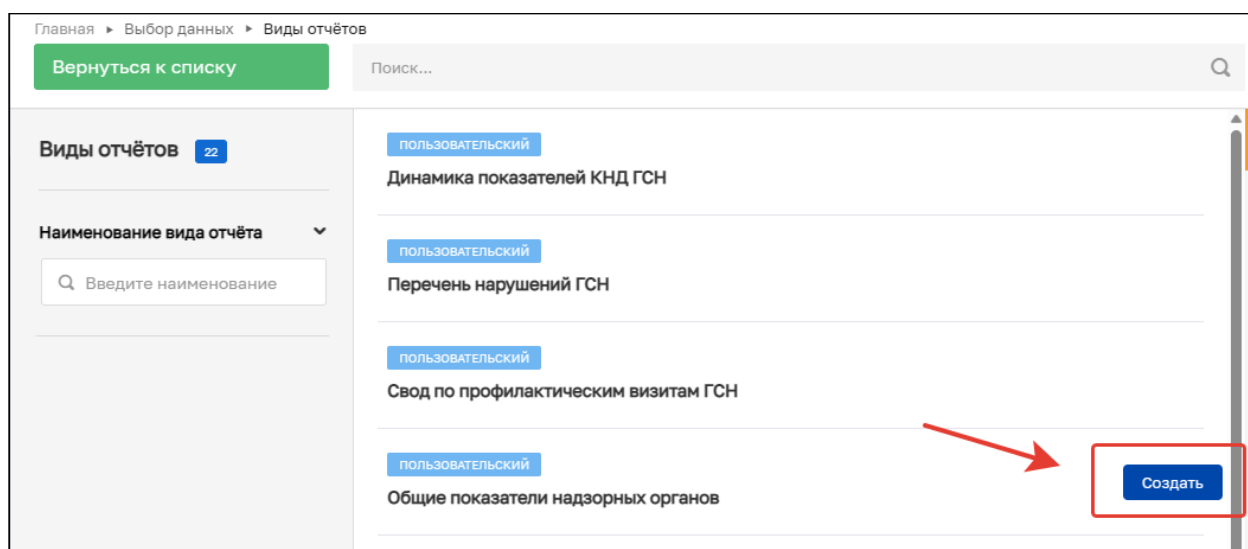 Главная ▸ Выбор данных ▸ Виды отчётов
Вернуться к списку
Поиск...
Виды отчётов 22
Наименование вида отчёта
Введите наименование
ПОЛЬЗОВАТЕЛЬСКИЙ
Динамика показателей КНД ГСН
ПОЛЬЗОВАТЕЛЬСКИЙ
Перечень нарушений ГСН
ПОЛЬЗОВАТЕЛЬСКИЙ
Свод по профилактическим визитам ГСН
ПОЛЬЗОВАТЕЛЬСКИЙ
Общие показатели надзорных органов
Создать